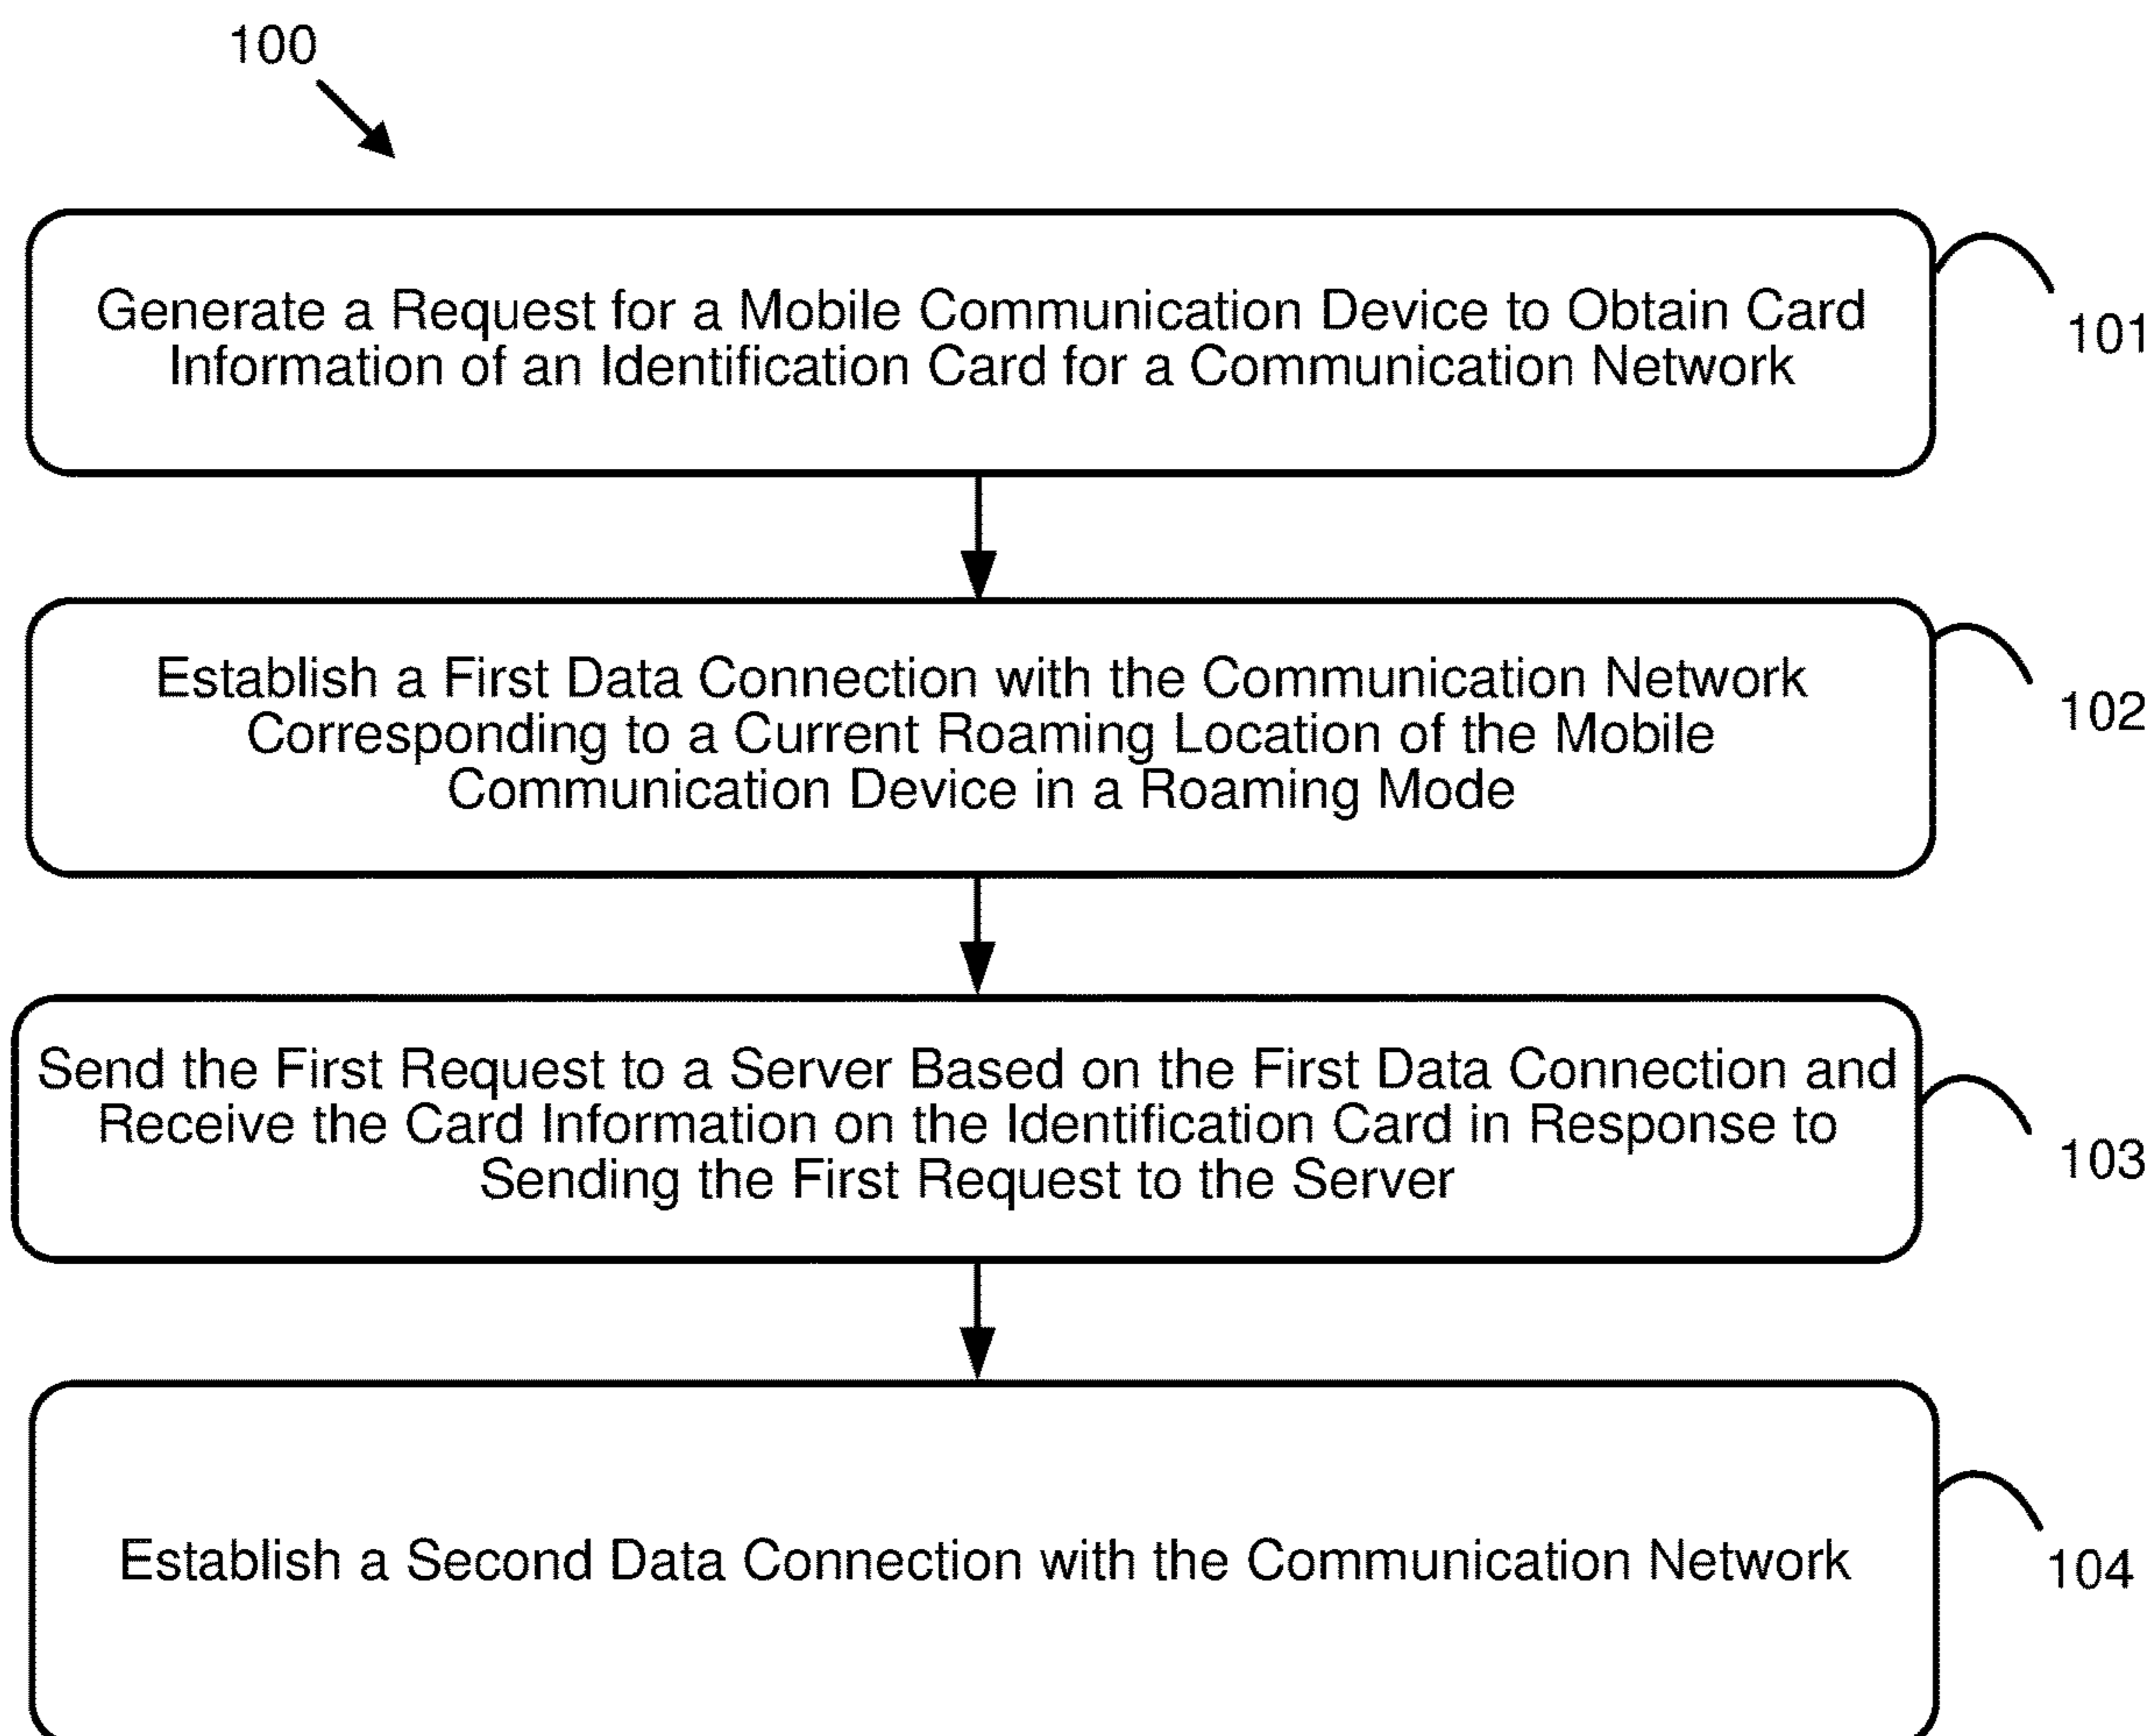 100
Generate a Request for a Mobile Communication Device to Obtain Card
Information of an Identification Card for a Communication Network
101
Establish a First Data Connection with the Communication Network
Corresponding to a Current Roaming Location of the Mobile
Communication Device in a Roaming Mode
102
Send the First Request to a Server Based on the First Data Connection and
Receive the Card Information on the Identification Card in Response to
Sending the First Request to the Server
103
Establish a Second Data Connection with the Communication Network
104